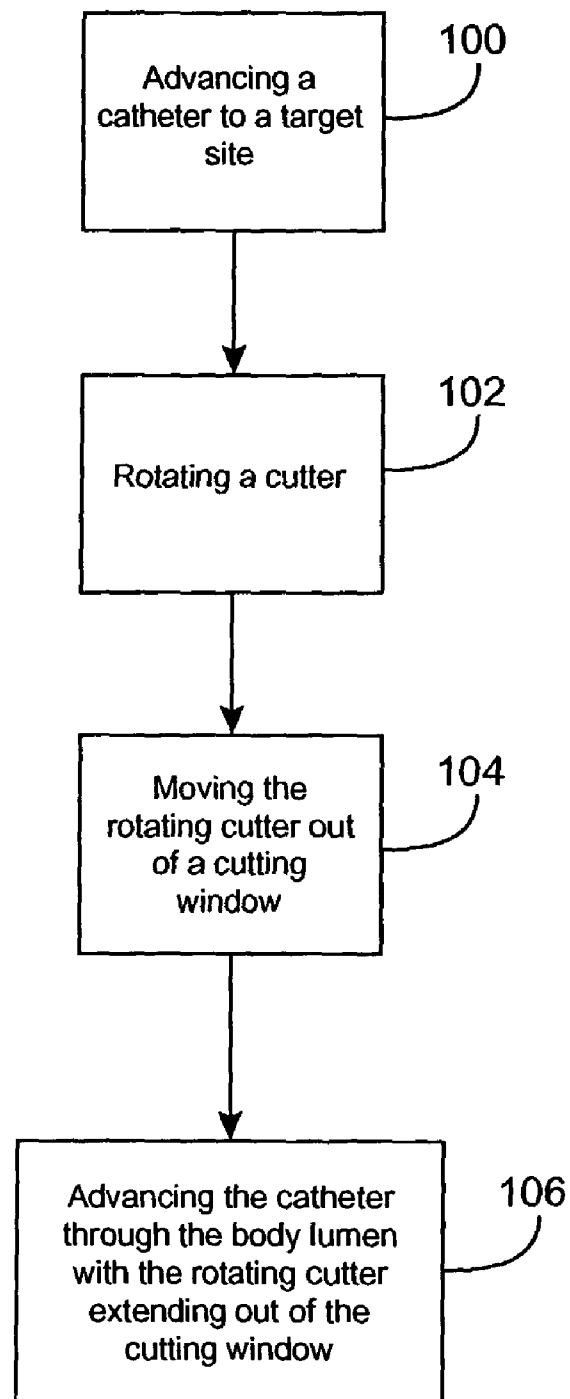 100
Advancing a
catheter to a target
site
102
Rotating a cutter
104
Moving the
rotating cutter out
of a cutting
window
106
Advancing the catheter
through the body lumen
with the rotating cutter
extending out of the
cutting window